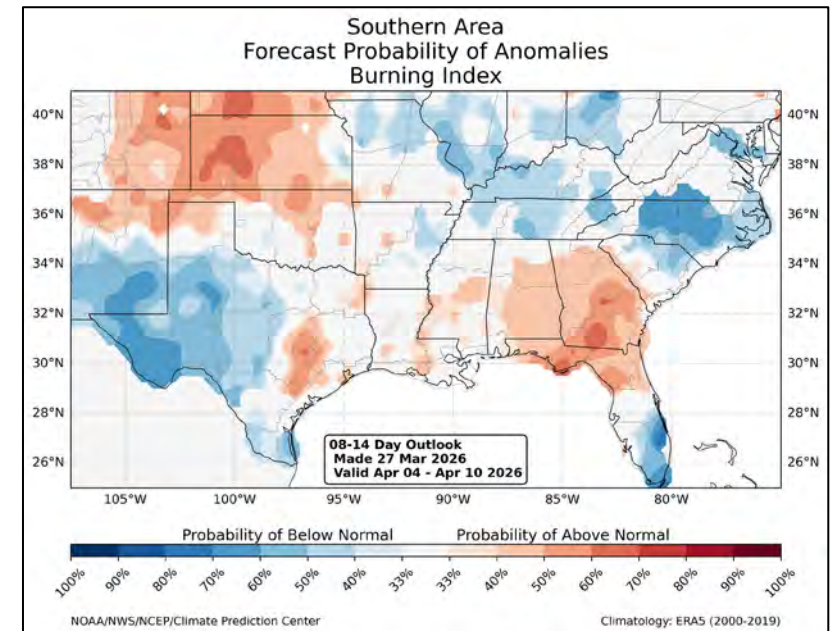 Southern Area
Forecast Probability of Anomalies
Burning Index
40°N
38°N
36°N
34°N
32°N
30°N
28°N
26°N
08-14 Day Outlook
Made 27 Mar 2026
Valid Apr 04 - Apr 10 2026
40°N
38°N
36°N
34°N
32°N
30°N
28°N
26°N
105°W 100°W 95°W 90°W 85°W 80°W
Probability of Below Normal Probability of Above Normal
100% 90% 80% 70% 60% 50% 40% 33% 33% 40% 50% 60% 70% 80% 90% 100%
NOAA/NWS/NCEP/Climate Prediction Center Climatology: ERA5 (2000-2019)